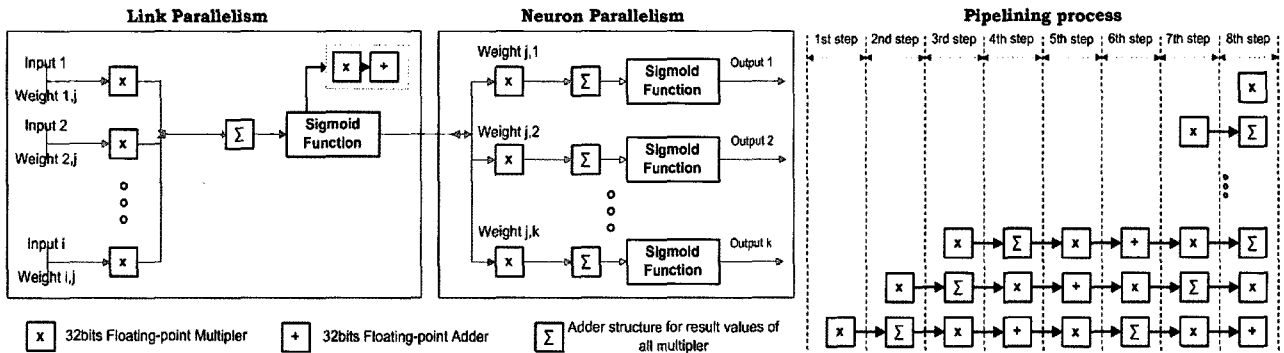 Link Parallelism
Input 1
x
Weight 1,j
Input 2
x
Weight 2,j
Input i
x
Weight i,j
Σ
Sigmoid
Function
x
+
Neuron Parallelism
Weight j,1
x
Σ
Sigmoid
Function
Output 1
Weight j,2
x
Σ
Sigmoid
Function
Output 2
Weight j,k
x
Σ
Sigmoid
Function
Output k
Pipelining process
1st step 2nd step 3rd step 4th step 5th step 6th step 7th step 8th step
x
x Σ
x Σ x + x Σ
x Σ x + x Σ x
x Σ x + x Σ x +
x 32bits Floating-point Multipler
+ 32bits Floating-point Adder
Σ Adder structure for result values of
all multipler